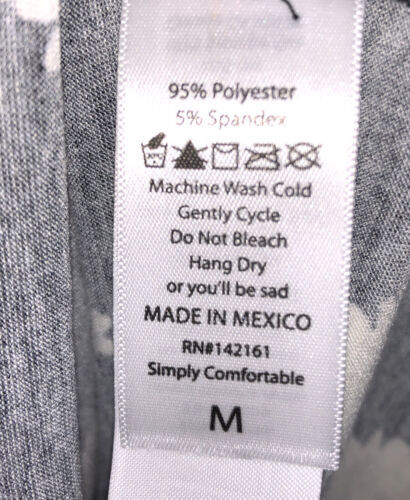 95% Polyester
5% Spandex
Machine Wash Cold
Gently Cycle
Do Not Bleach
Hang Dry
or you'll be sad
MADE IN MEXICO
RN#142161
Simply Comfortable
M